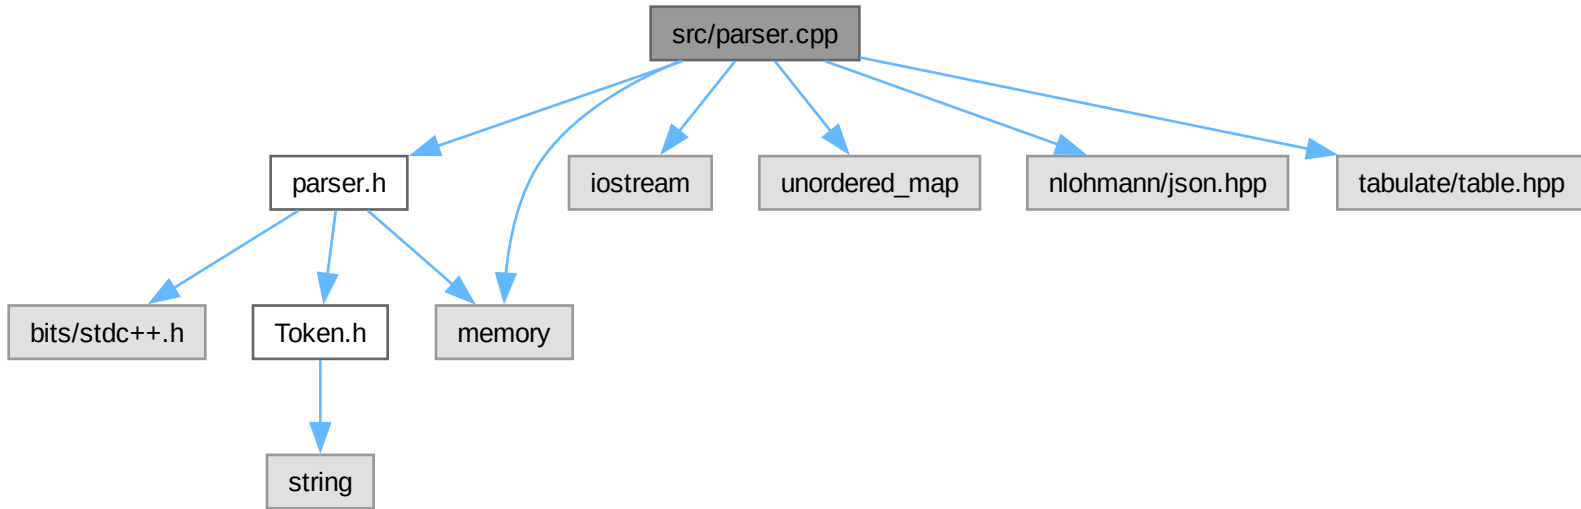 src/parser.cpp
parser.h
iostream
unordered_map
nlohmann/json.hpp
tabulate/table.hpp
bits/stdc++.h
Token.h
memory
string